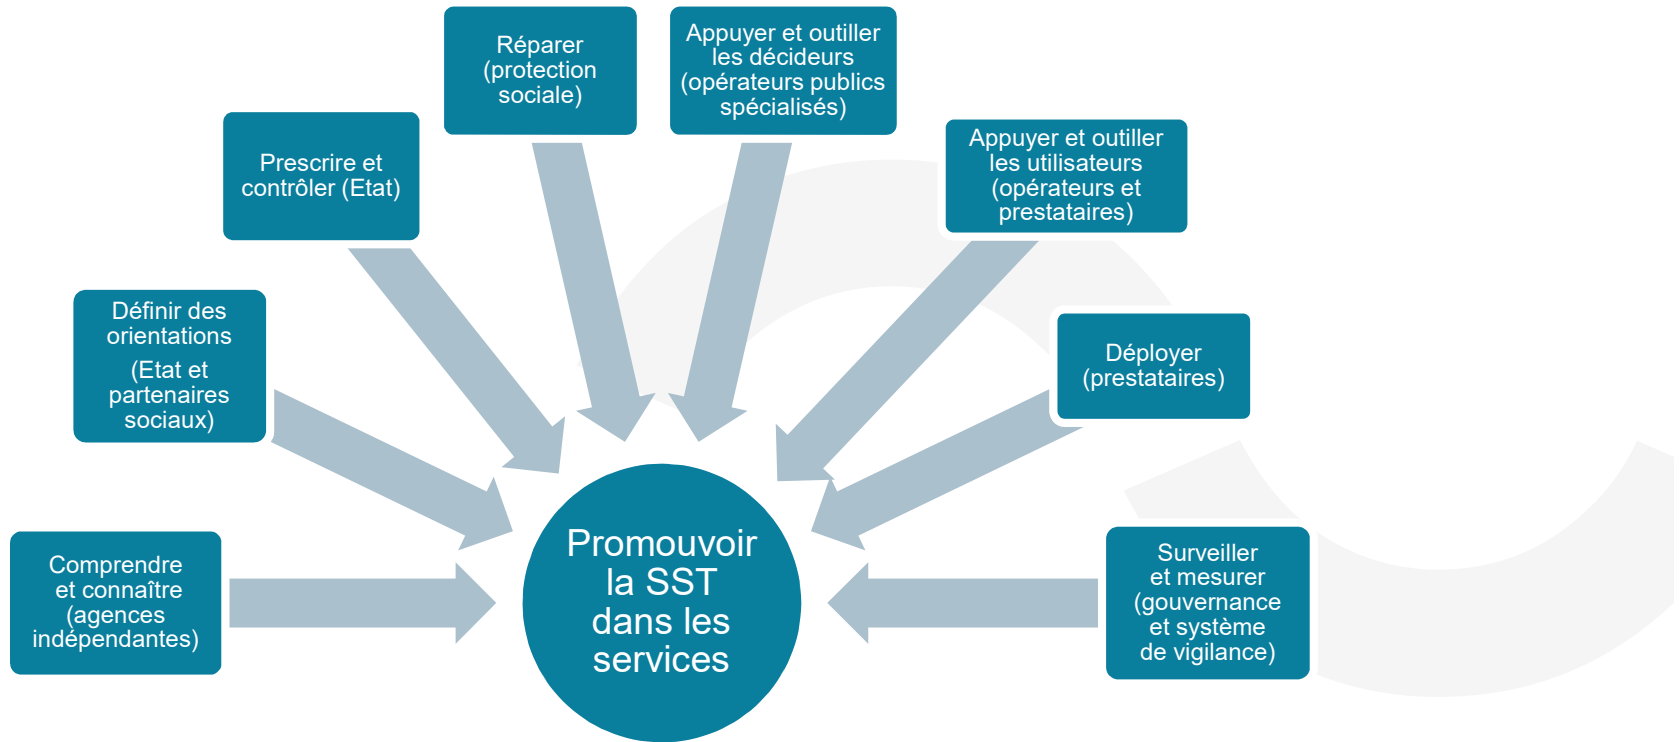 Réparer
(protection
sociale)
Appuyer et outiller
les décideurs
(opérateurs publics
spécialisés)
Prescrire et
contrôler (Etat)
Appuyer et outiller
les utilisateurs
(opérateurs et
prestataires)
Définir des
orientations
(Etat et
partenaires
sociaux)
Déployer
(prestataires)
Comprendre
et connaître
(agences
indépendantes)
Promouvoir
la SST
dans les
services
Surveiller
et mesurer
(gouvernance
et système
de vigilance)